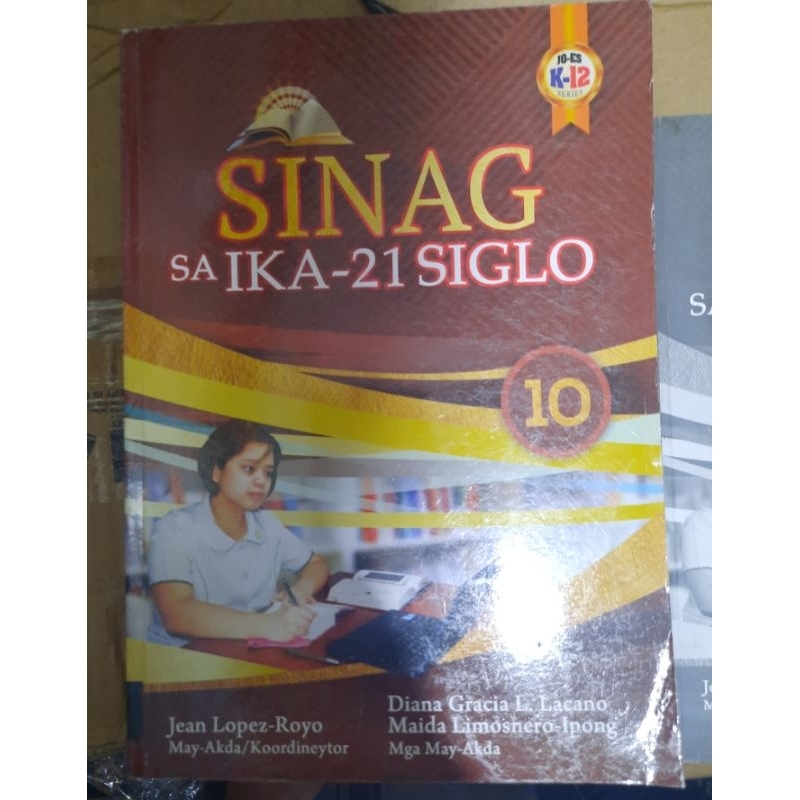 JO-ES
K-12
SERIES
SINAG
SA IKA-21 SIGLO
10
Jean Lopez-Royo
May-Akda/Koordineytor
Diana Gracia L. Lacano
Maida Limosnero-Ipong
Mga May-Akda